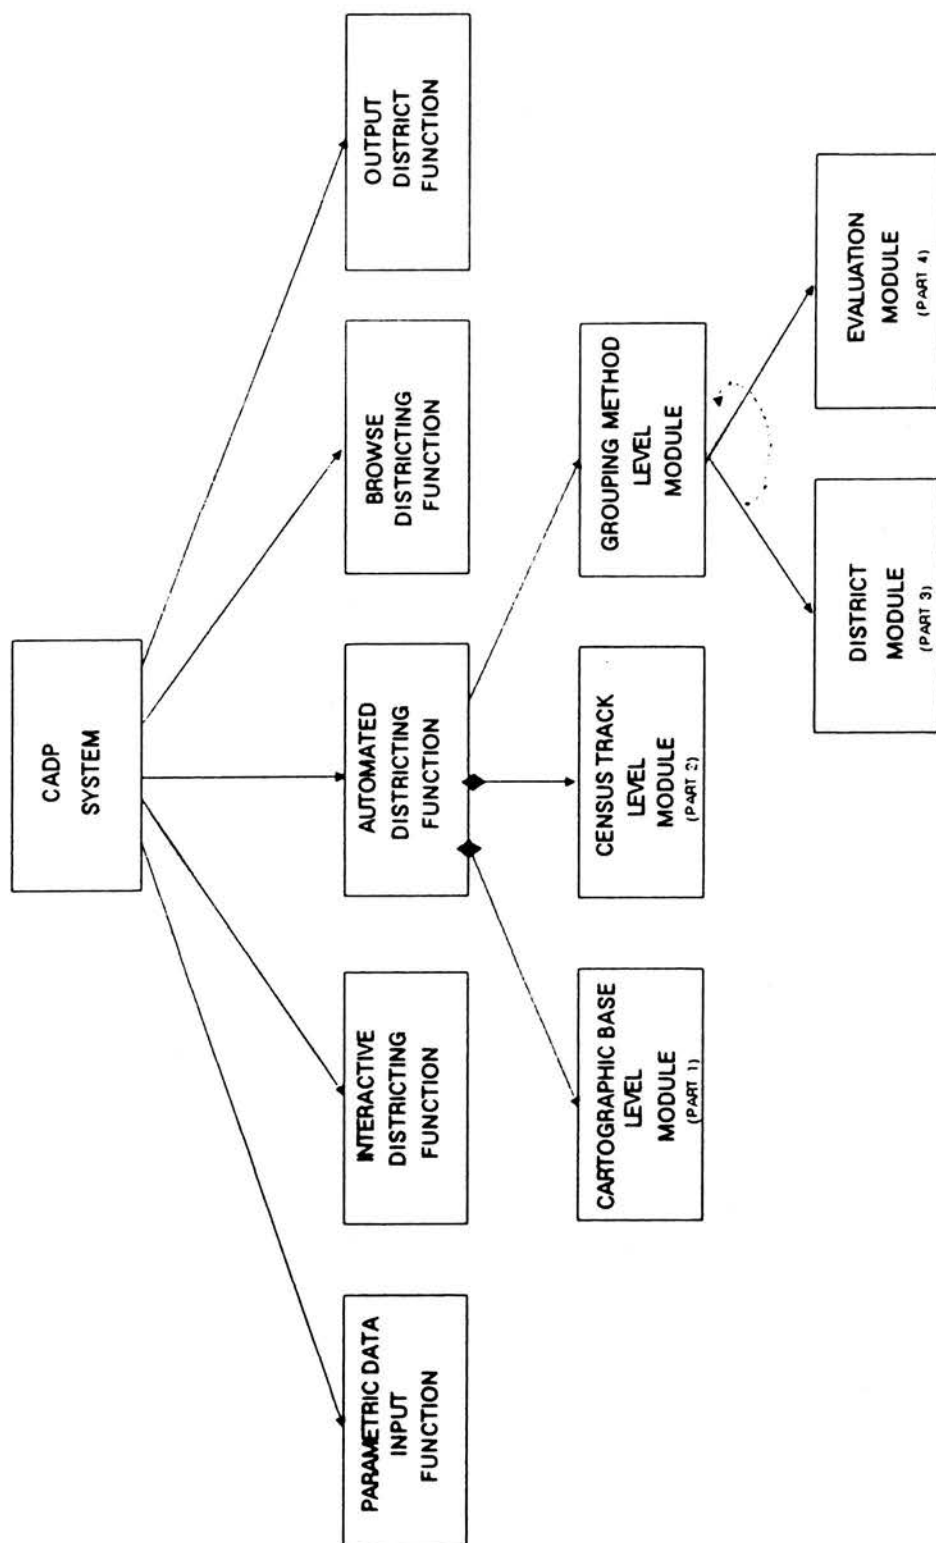 CADP
SYSTEM
PARAMETRIC DATA
INPUT
FUNCTION
INTERACTIVE
DISTRICTING
FUNCTION
AUTOMATED
DISTRICTING
FUNCTION
BROWSE
DISTRICTING
FUNCTION
OUTPUT
DISTRICT
FUNCTION
CARTOGRAPHIC BASE
LEVEL
MODULE
(PART 1)
CENSUS TRACK
LEVEL
MODULE
(PART 2)
GROUPING METHOD
LEVEL
MODULE
DISTRICT
MODULE
(PART 3)
EVALUATION
MODULE
(PART 4)